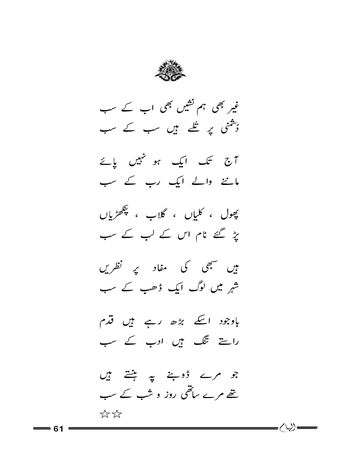 غیر بھی ہم نشیں بھی اب کے سب
دُشمنی پر تُلے ہیں سب کے سب
آج تک ایک ہو نہیں پائے
ماننے والے ایک رب کے سب
پھول ، کلیاں ، گلاب ، پنکھڑیاں
پڑ گئے نام اس کے لب کے سب
ہیں سبھی کی مفاد پر نظریں
شہر میں لوگ ایک ڈھب کے سب
باوجود اسکے بڑھ رہے ہیں قدم
راستے تنگ ہیں ادب کے سب
جو مرے ڈوبنے پہ ہنستے ہیں
تھے مرے ساتھی روز و شب کے سب
☆☆
61